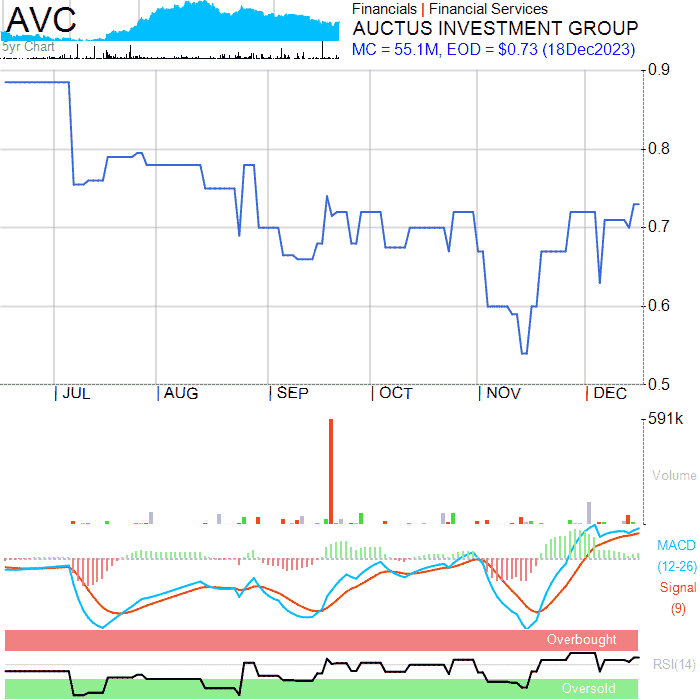 AVC
5yr Chart
Financials | Financial Services
AUCTUS INVESTMENT GROUP
MC = 55.1M, EOD = $0.73 (18Dec2023)
0.9
0.8
0.7
0.6
0.5
JUL AUG SEP OCT NOV DEC
591k
Volume
MACD
(12-26)
Signal
(9)
Overbought
RSI(14)
Oversold